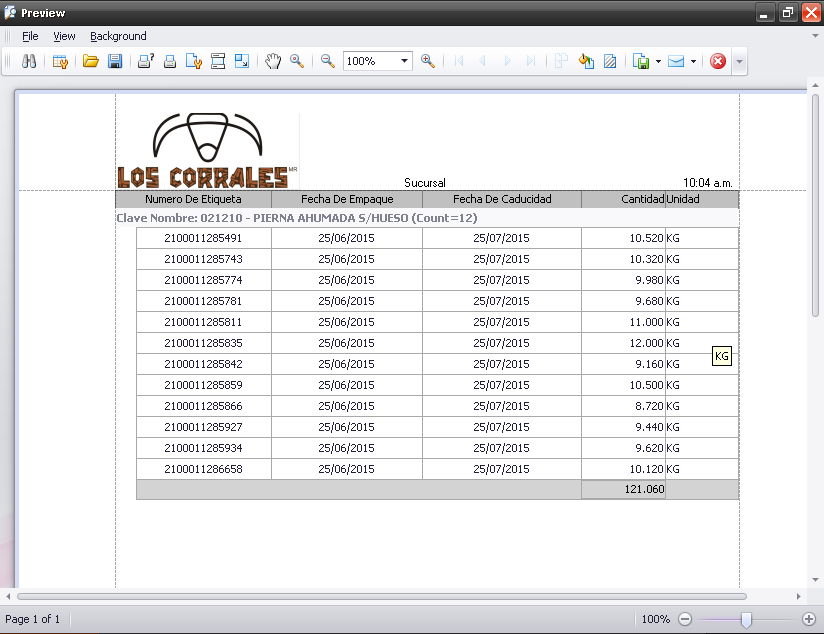 Preview
File View Background
100%
LOS CORRALES MR
Sucursal 10:04 a.m.
Numero De Etiqueta Fecha De Empaque Fecha De Caducidad Cantidad Unidad
Clave Nombre: 021210 - PIERNA AHUMADA S/HUESO (Count=12)
2100011285491 25/06/2015 25/07/2015 10.520 KG
2100011285743 25/06/2015 25/07/2015 10.320 KG
2100011285774 25/06/2015 25/07/2015 9.980 KG
2100011285781 25/06/2015 25/07/2015 9.680 KG
2100011285811 25/06/2015 25/07/2015 11.000 KG
2100011285835 25/06/2015 25/07/2015 12.000 KG
KG
2100011285842 25/06/2015 25/07/2015 9.160 KG
2100011285859 25/06/2015 25/07/2015 10.500 KG
2100011285866 25/06/2015 25/07/2015 8.720 KG
2100011285927 25/06/2015 25/07/2015 9.440 KG
2100011285934 25/06/2015 25/07/2015 9.620 KG
2100011286658 25/06/2015 25/07/2015 10.120 KG
121.060
Page 1 of 1 100%